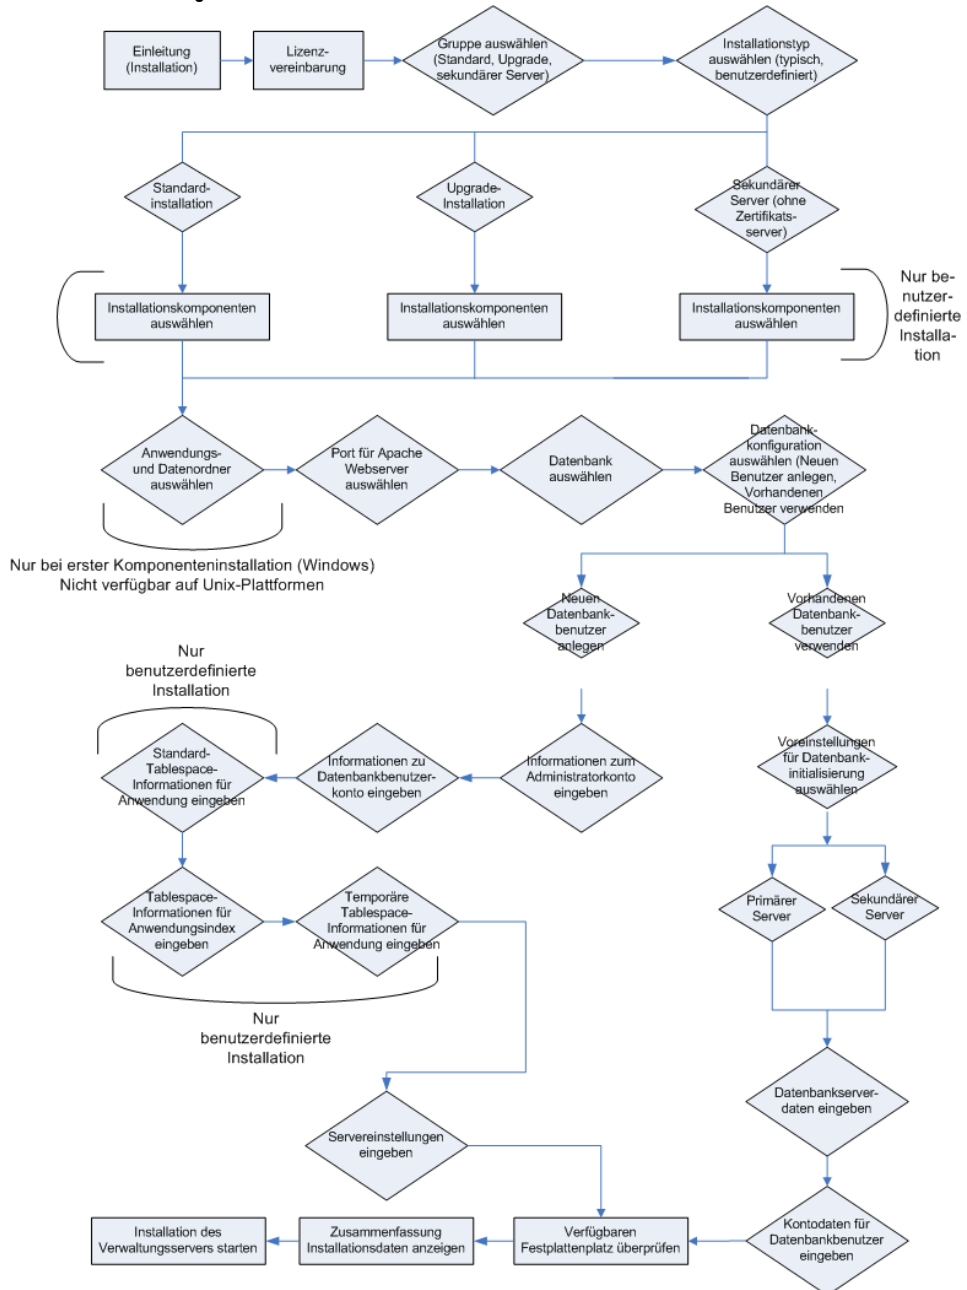 Einleitung
(Installation)
Lizenz-
vereinbarung
Gruppe auswählen
(Standard, Upgrade,
sekundärer Server)
Installationstyp
auswählen (typisch,
benutzerdefiniert)
Standard-
installation
Upgrade-
Installation
Sekundärer
Server (ohne
Zertifikats-
server)
Installationskomponenten
auswählen
Installationskomponenten
auswählen
Installationskomponenten
auswählen
Nur be-
nutzer-
definierte
Installa-
tion
Anwendungs-
und Datenordner
auswählen
Port für Apache
Webserver
auswählen
Datenbank
auswählen
Datenbank-
konfiguration
auswählen (Neuen
Benutzer anlegen,
Vorhandenen
Benutzer verwenden
Nur bei erster Komponenteninstallation (Windows)
Nicht verfügbar auf Unix-Plattformen
Neuen
Datenbank-
benutzer
anlegen
Vorhandenen
Datenbank-
benutzer
verwenden
Nur
benutzerdefinierte
Installation
Standard-
Tablespace-
Informationen für
Anwendung eingeben
Informationen zu
Datenbankbenutzer-
konto eingeben
Informationen zum
Administratorkonto
eingeben
Voreinstellungen
für Datenbank-
initialisierung
auswählen
Tablespace-
Informationen für
Anwendungsindex
eingeben
Temporäre
Tablespace-
Informationen für
Anwendung eingeben
Primärer
Server
Sekundärer
Server
Nur
benutzerdefinierte
Installation
Datenbankserver-
daten eingeben
Servereinstellungen
eingeben
Installation des
Verwaltungsservers starten
Zusammenfassung
Installationsdaten anzeigen
Verfügbaren
Festplattenplatz überprüfen
Kontodaten für
Datenbankbenutzer
eingeben